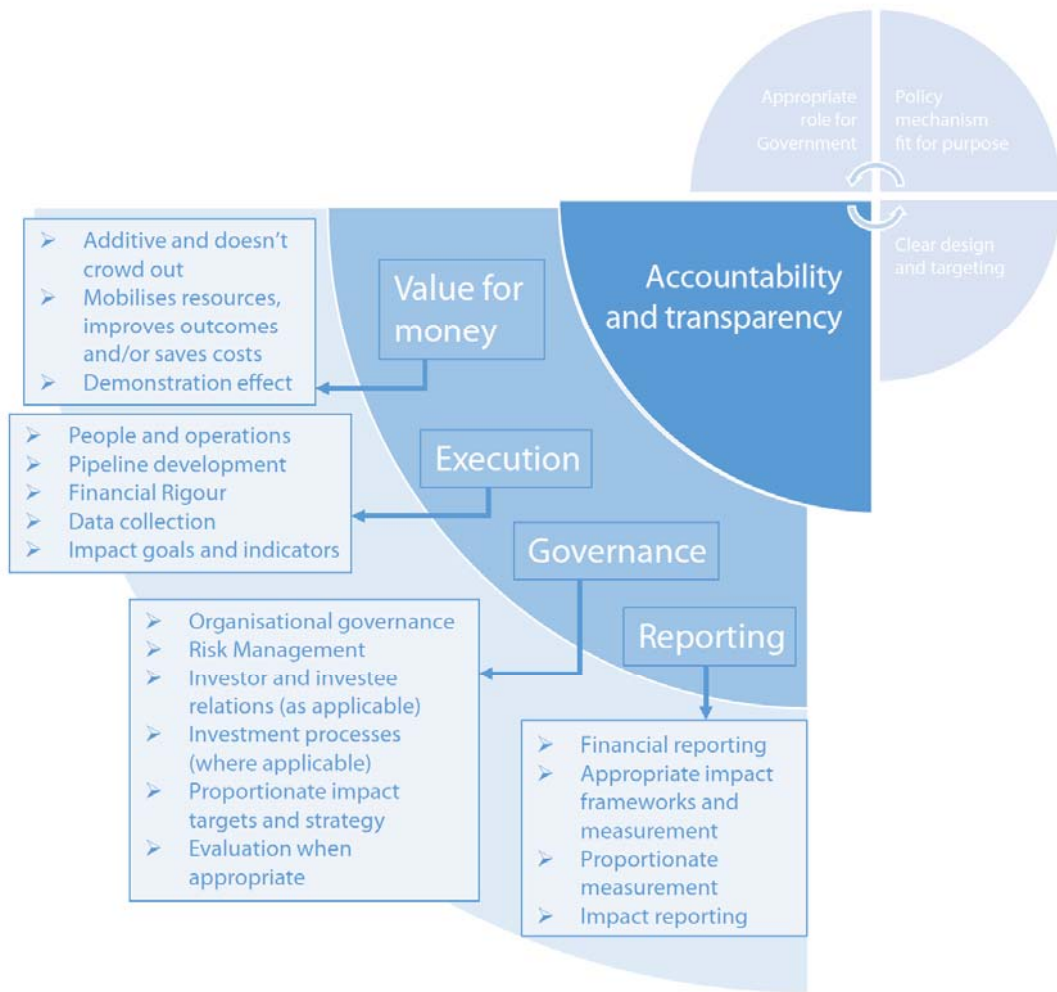 Appropriate
role for
Government
Policy
mechanism
fit for purpose
Clear design
and targeting
Accountability
and transparency
Value for
money
➢ Additive and doesn't
crowd out
➢ Mobilises resources,
improves outcomes
and/or saves costs
➢ Demonstration effect
Execution
➢ People and operations
➢ Pipeline development
➢ Financial Rigour
➢ Data collection
➢ Impact goals and indicators
Governance
➢ Organisational governance
➢ Risk Management
➢ Investor and investee
relations (as applicable)
➢ Investment processes
(where applicable)
➢ Proportionate impact
targets and strategy
➢ Evaluation when
appropriate
Reporting
➢ Financial reporting
➢ Appropriate impact
frameworks and
measurement
➢ Proportionate
measurement
➢ Impact reporting